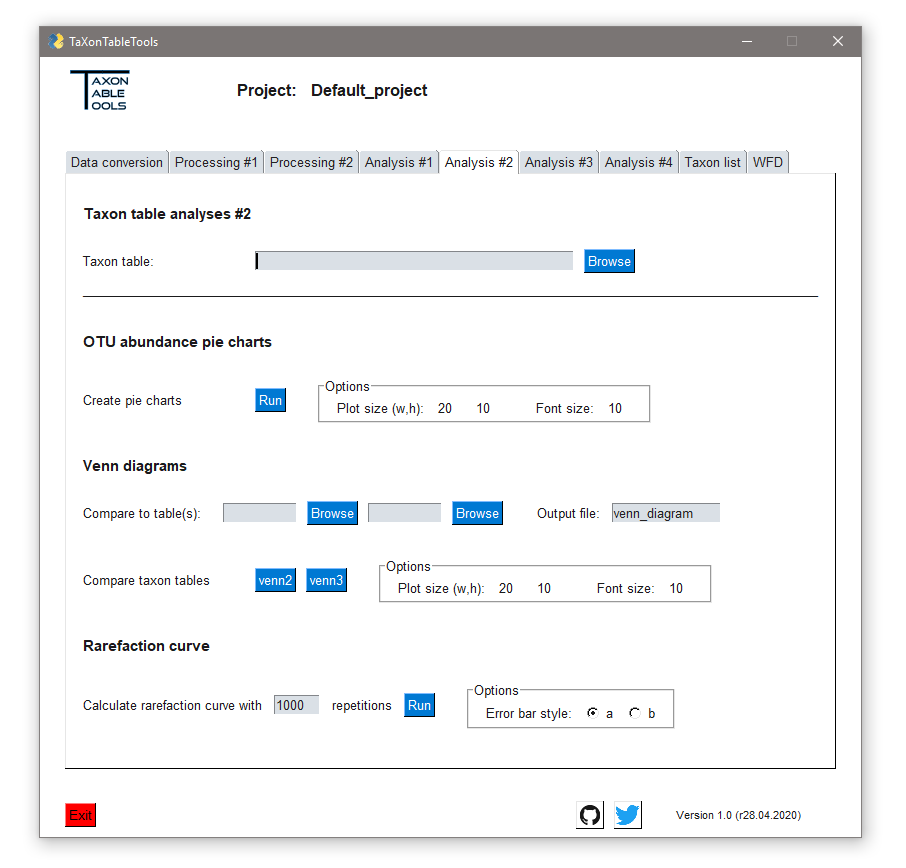 TaXonTableTools
TAXON
TABLE
TOOLS
Project: Default_project
Data conversion Processing #1 Processing #2 Analysis #1 Analysis #2 Analysis #3 Analysis #4 Taxon list WFD
Taxon table analyses #2
Taxon table: Browse
OTU abundance pie charts
Options
Create pie charts Run Plot size (w,h): 20 10 Font size: 10
Venn diagrams
Compare to table(s): Browse Browse Output file: venn_diagram
Options
Compare taxon tables venn2 venn3 Plot size (w,h): 20 10 Font size: 10
Rarefaction curve
Options
Calculate rarefaction curve with 1000 repetitions Run Error bar style: a b
Exit Version 1.0 (r28.04.2020)